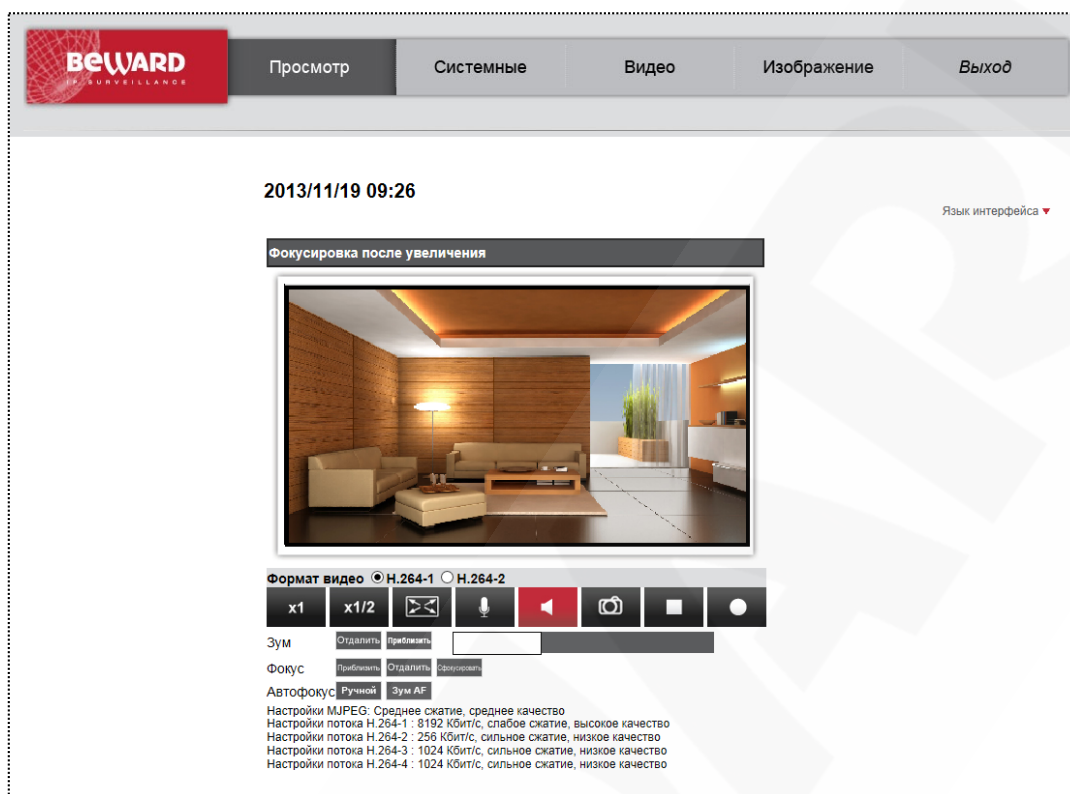 BEWARD
IP SURVEILLANCE
Просмотр Системные Видео Изображение Выход
2013/11/19 09:26
Язык интерфейса
Фокусировка после увеличения
Формат видео H.264-1 H.264-2
x1 x1/2
Зум Отдалить Приблизить
Фокус Приблизить Отдалить Сфокусировать
Автофокус Ручной Зум AF
Настройки MJPEG: Среднее сжатие, среднее качество
Настройки потока H.264-1 : 8192 Кбит/с, слабое сжатие, высокое качество
Настройки потока H.264-2 : 256 Кбит/с, сильное сжатие, низкое качество
Настройки потока H.264-3 : 1024 Кбит/с, сильное сжатие, низкое качество
Настройки потока H.264-4 : 1024 Кбит/с, сильное сжатие, низкое качество